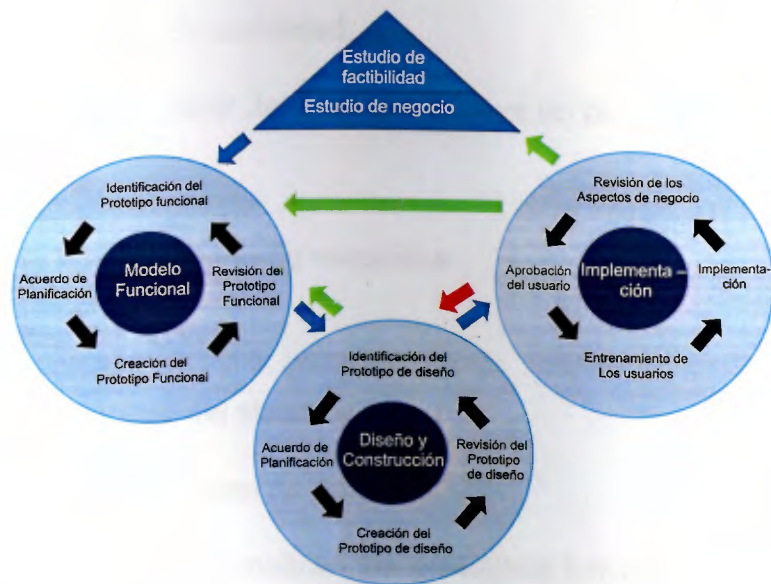 Estudio de
factibilidad
Estudio de negocio
Identificación del
Prototipo funcional
Acuerdo de
Planificación
Modelo
Funcional
Revisión del
Prototipo
Funcional
Creación del
Prototipo Funcional
Revisión de los
Aspectos de negocio
Aprobación
del usuario
Implementa –
ción
Implementa-
ción
Entrenamiento de
Los usuarios
Identificación del
Prototipo de diseño
Acuerdo de
Planificación
Diseño y
Construcción
Revisión del
Prototipo
de diseño
Creación del
Prototipo de diseño